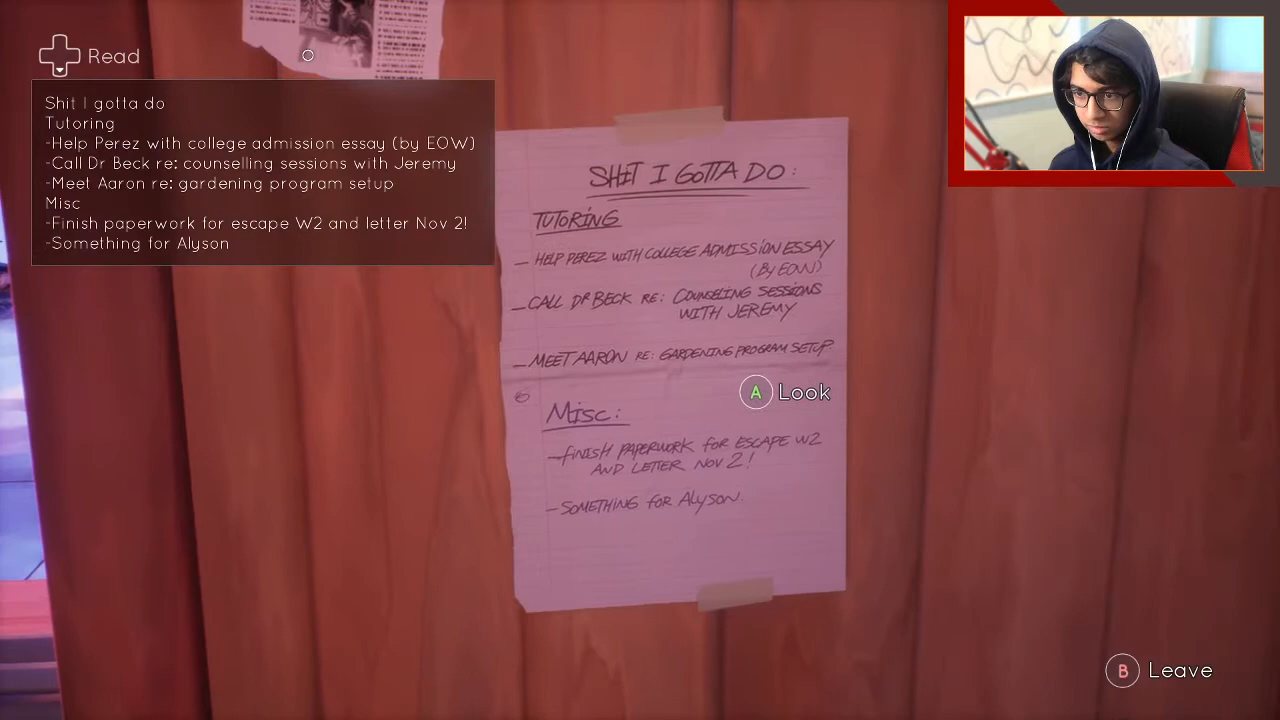 Read
Shit I gotta do
Tutoring
-Help Perez with college admission essay (by EOW)
-Call Dr Beck re: counselling sessions with Jeremy
-Meet Aaron re: gardening program setup
Misc
-Finish paperwork for escape W2 and letter Nov 2!
-Something for Alyson
SHIT I GOTTA DO:
TUTORING
- HELP PEREZ WITH COLLEGE ADMISSION ESSAY
(By EOW)
- CALL DR BECK RE: COUNSELING SESSIONS
WITH JEREMY
- MEET AARON RE: GARDENING PROGRAM SETUP
A Look
Misc:
- FINISH PAPERWORK FOR ESCAPE W2
AND LETTER NOV 2!
- SOMETHING FOR ALYSON.
B Leave